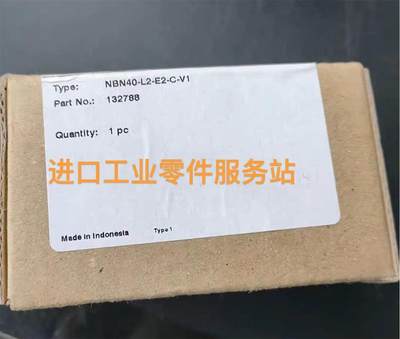 Type: NBN40-L2-E2-C-V1
Part No.: 132788
Quantity: 1 pc
进口工业零件服务站
Made in Indonesia Type 1